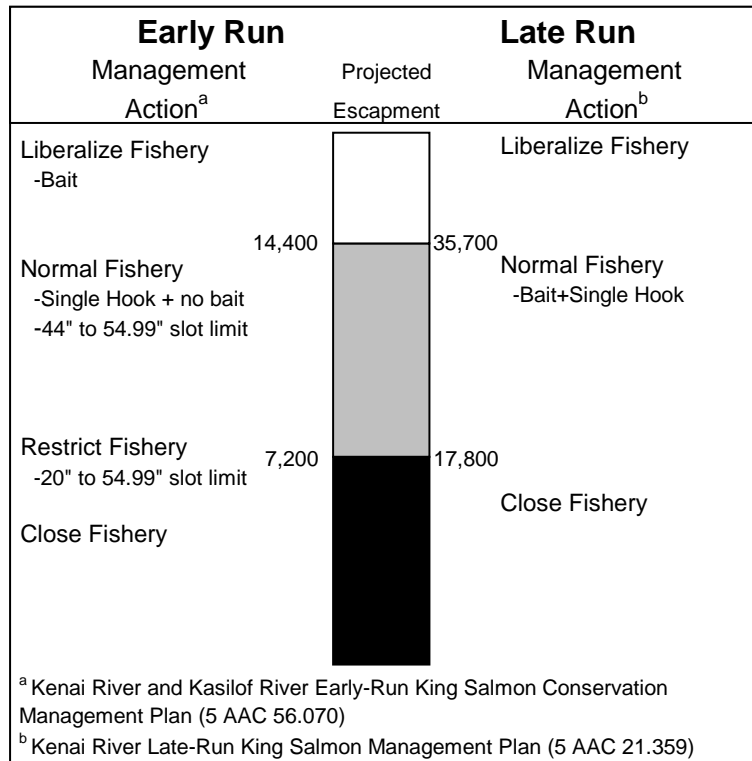 Early Run Late Run
Management Projected Management
Action^a Escapment Action^b
Liberalize Fishery Liberalize Fishery
-Bait
14,400 35,700
Normal Fishery Normal Fishery
-Single Hook + no bait -Bait+Single Hook
-44" to 54.99" slot limit
Restrict Fishery 7,200 17,800
-20" to 54.99" slot limit
Close Fishery
Close Fishery
^a Kenai River and Kasilof River Early-Run King Salmon Conservation
Management Plan (5 AAC 56.070)
^b Kenai River Late-Run King Salmon Management Plan (5 AAC 21.359)